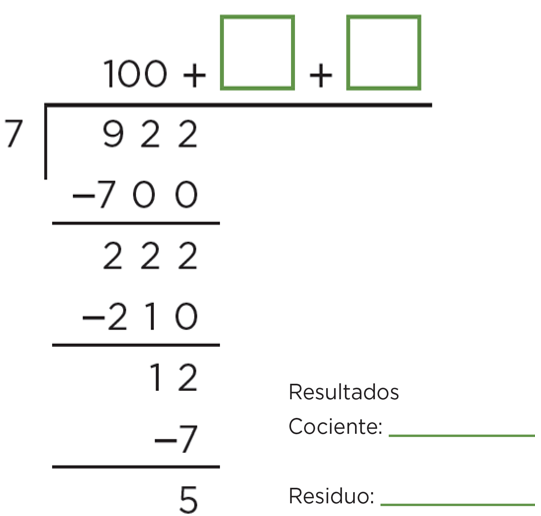 100 + □ + □
7 922
−700
222
−210
12
−7
5
Resultados
Cociente:
Residuo: